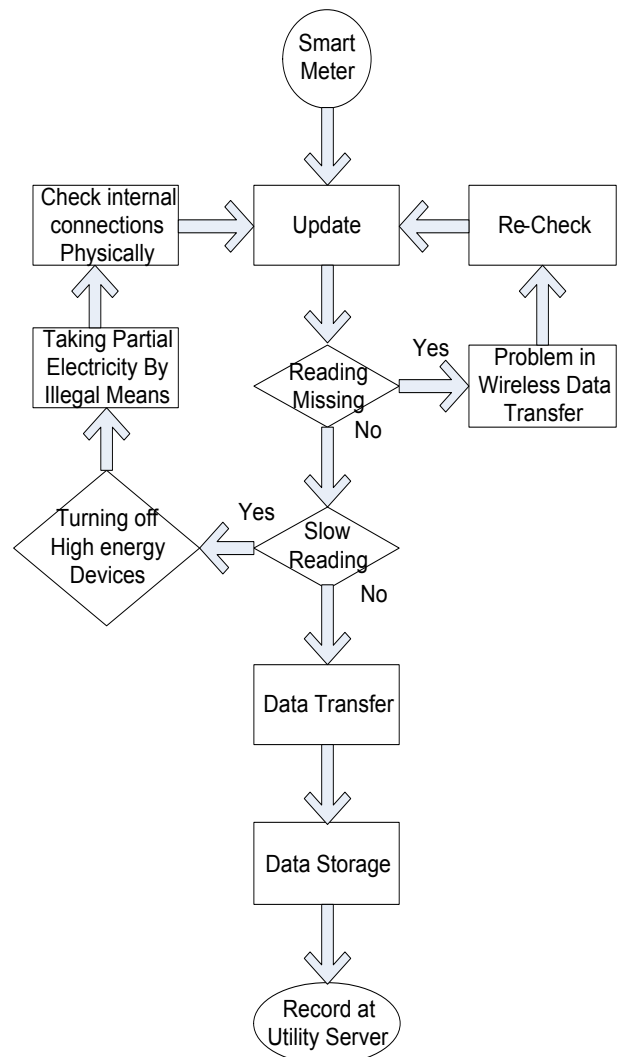 Smart
Meter
Check internal
connections
Physically
Update
Re-Check
Taking Partial
Electricity By
Illegal Means
Reading
Missing
Yes
No
Problem in
Wireless Data
Transfer
Turning off
High energy
Devices
Yes
Slow
Reading
No
Data Transfer
Data Storage
Record at
Utility Server